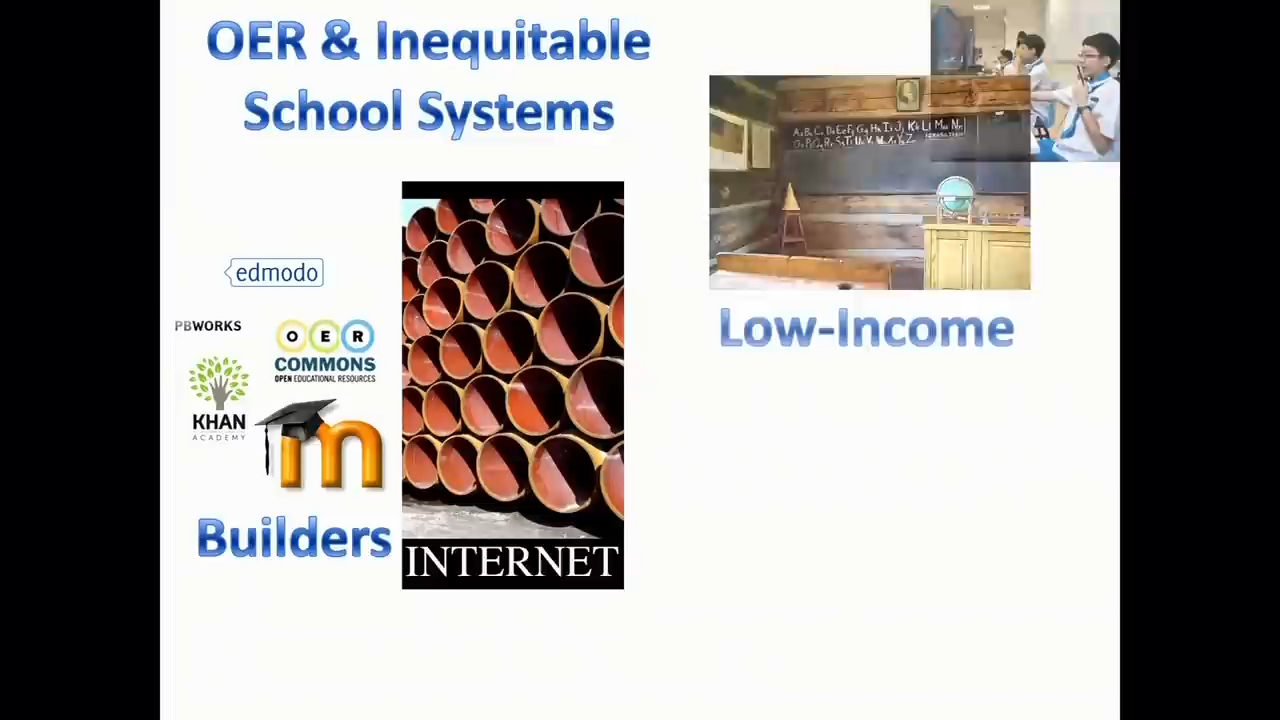 OER & Inequitable
School Systems
edmodo
PBWORKS
OER
COMMONS
OPEN EDUCATIONAL RESOURCES
KHAN
ACADEMY
m
Builders
INTERNET
Low-Income